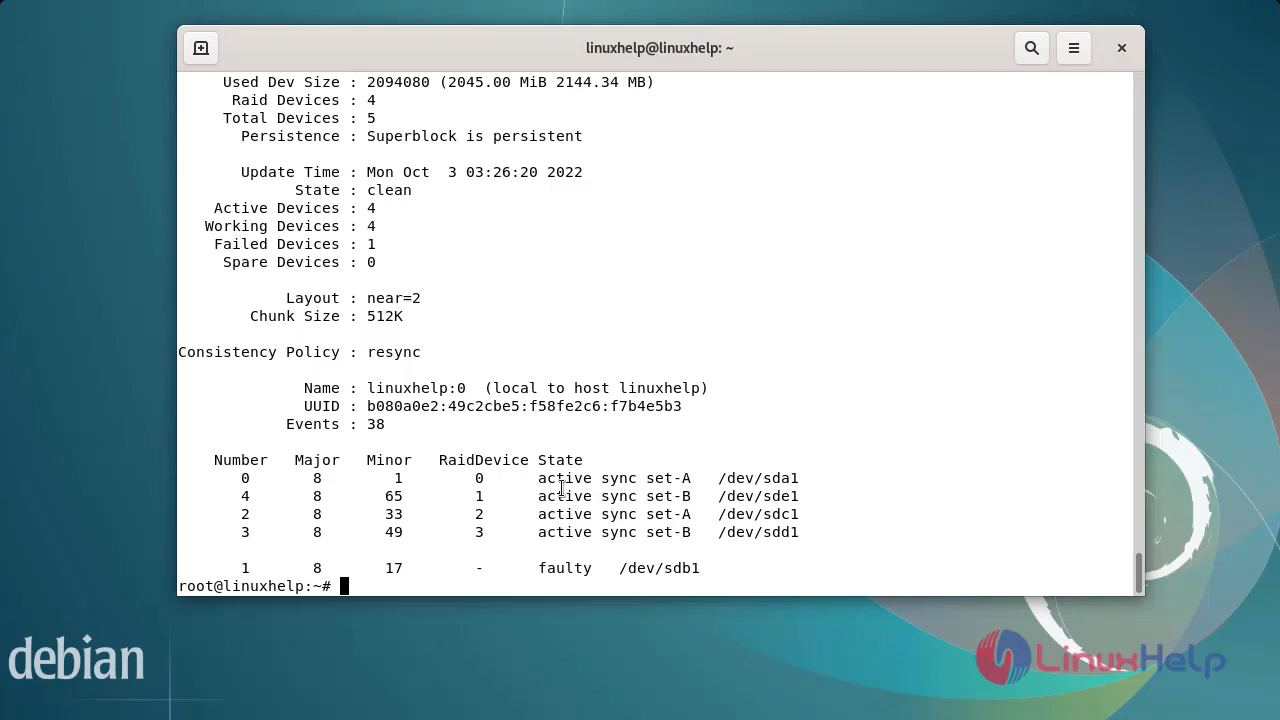 linuxhelp@linuxhelp: ~
Used Dev Size : 2094080 (2045.00 MiB 2144.34 MB)
Raid Devices : 4
Total Devices : 5
Persistence : Superblock is persistent
Update Time : Mon Oct  3 03:26:20 2022
State : clean
Active Devices : 4
Working Devices : 4
Failed Devices : 1
Spare Devices : 0
Layout : near=2
Chunk Size : 512K
Consistency Policy : resync
Name : linuxhelp:0  (local to host linuxhelp)
UUID : b080a0e2:49c2cbe5:f58fe2c6:f7b4e5b3
Events : 38
Number   Major   Minor   RaidDevice State
0       8        1        0      active sync set-A   /dev/sda1
4       8       65        1      active sync set-B   /dev/sde1
2       8       33        2      active sync set-A   /dev/sdc1
3       8       49        3      active sync set-B   /dev/sdd1
1       8       17        -      faulty   /dev/sdb1
root@linuxhelp:~#
debian
LinuxHelp